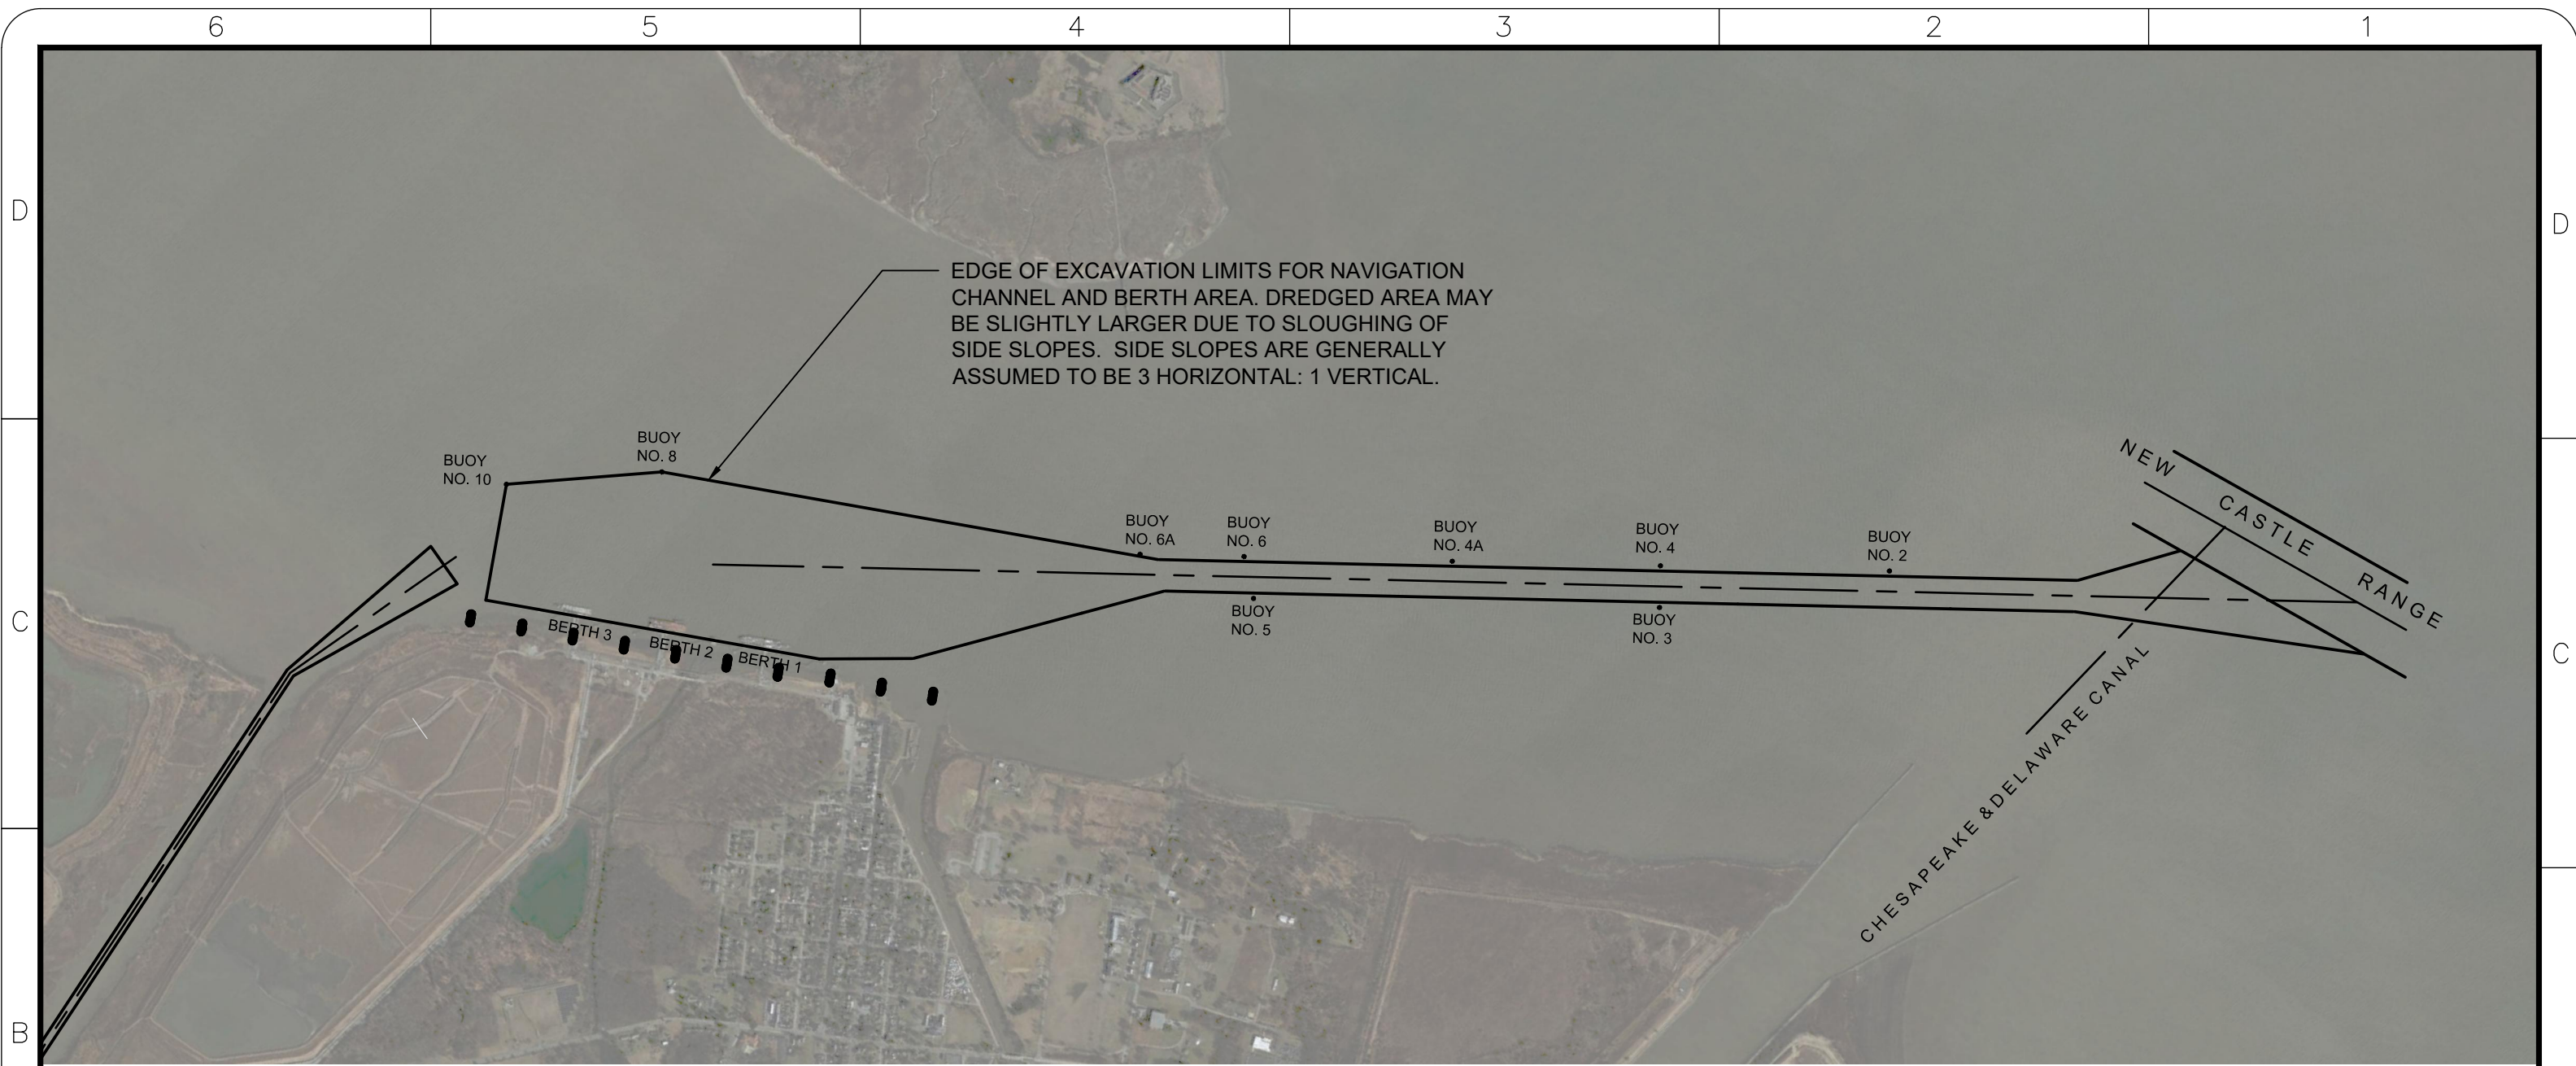 6 5 4 3 2 1
D D
EDGE OF EXCAVATION LIMITS FOR NAVIGATION
CHANNEL AND BERTH AREA. DREDGED AREA MAY
BE SLIGHTLY LARGER DUE TO SLOUGHING OF
SIDE SLOPES. SIDE SLOPES ARE GENERALLY
ASSUMED TO BE 3 HORIZONTAL: 1 VERTICAL.
BUOY
NO. 10
BUOY
NO. 8
BUOY
NO. 6A
BUOY
NO. 6
BUOY
NO. 4A
BUOY
NO. 4
BUOY
NO. 2
NEW CASTLE RANGE
C C
BERTH 3
BERTH 2
BERTH 1
BUOY
NO. 5
BUOY
NO. 3
CHESAPEAKE & DELAWARE CANAL
B